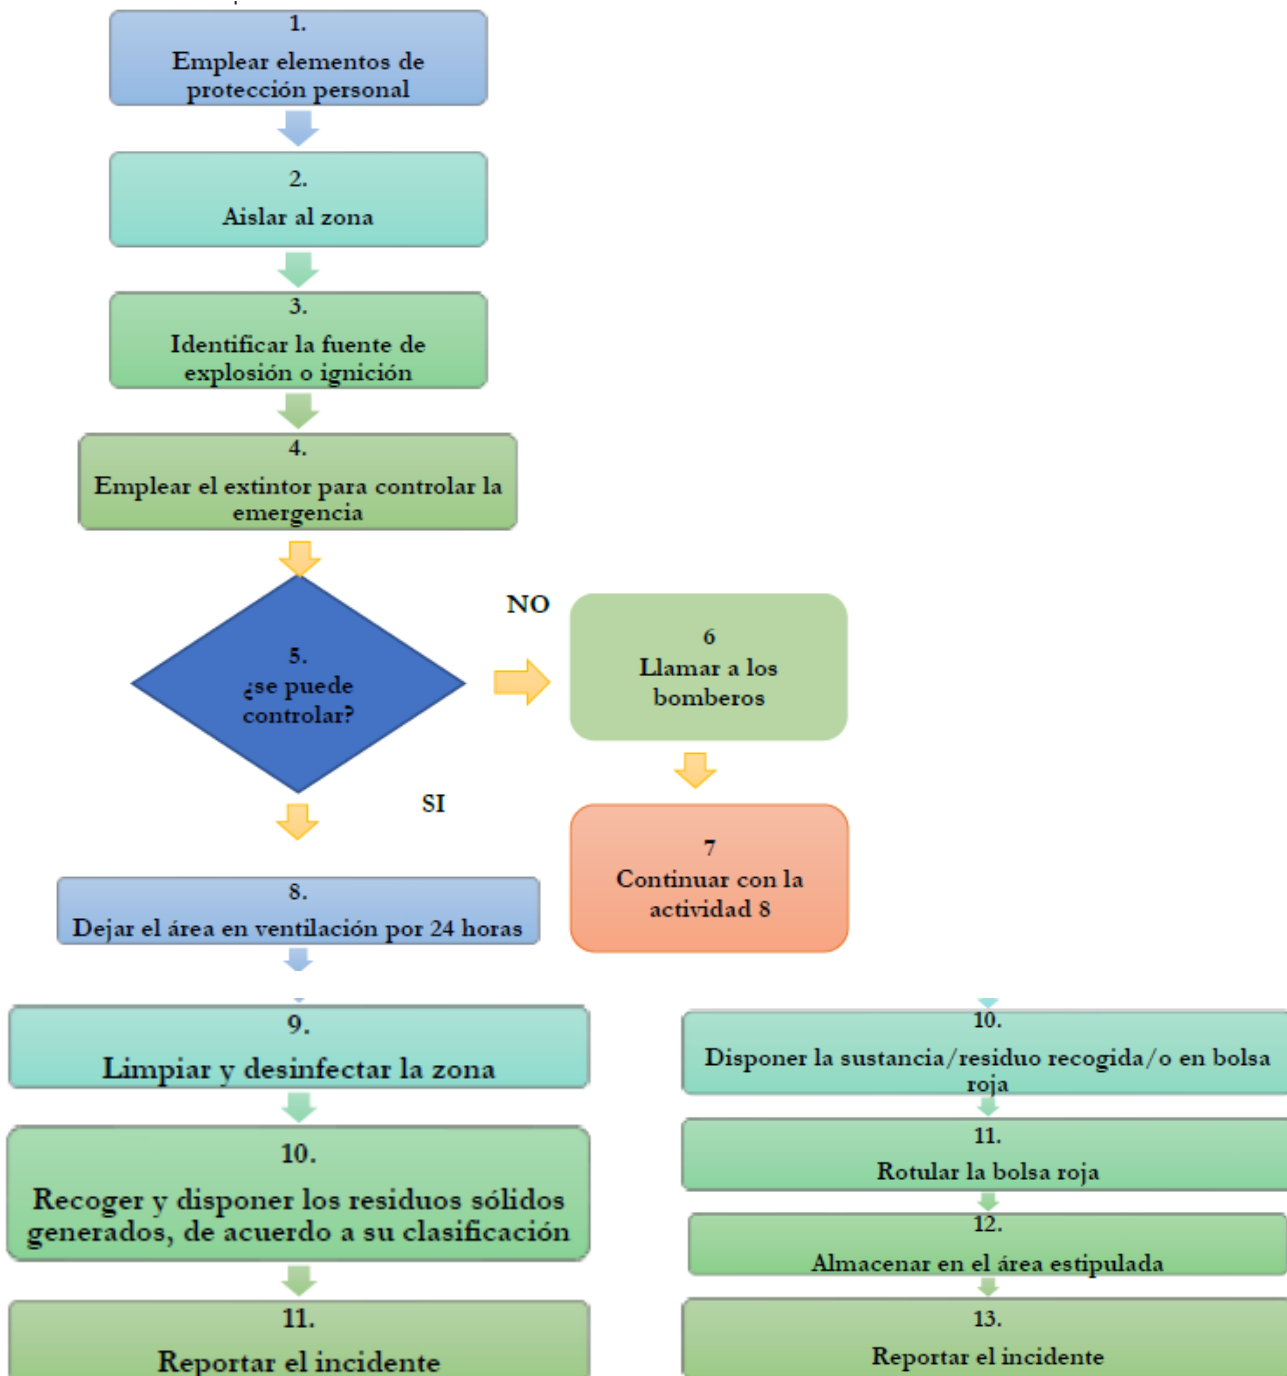 1.
Emplear elementos de
protección personal
2.
Aislar al zona
3.
Identificar la fuente de
explosión o ignición
4.
Emplear el extintor para controlar la
emergencia
5.
¿se puede
controlar?
NO
6
Llamar a los
bomberos
SI
7
Continuar con la
actividad 8
8.
Dejar el área en ventilación por 24 horas
9.
Limpiar y desinfectar la zona
10.
Recoger y disponer los residuos sólidos
generados, de acuerdo a su clasificación
11.
Reportar el incidente
10.
Disponer la sustancia/residuo recogida/o en bolsa
roja
11.
Rotular la bolsa roja
12.
Almacenar en el área estipulada
13.
Reportar el incidente